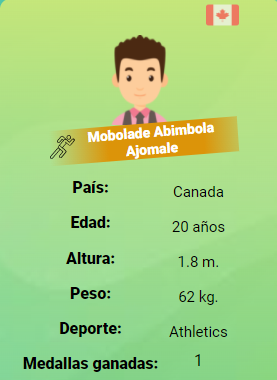 Mobolade Abimbola
Ajomale
País: Canada
Edad: 20 años
Altura: 1.8 m.
Peso: 62 kg.
Deporte: Athletics
Medallas ganadas: 1